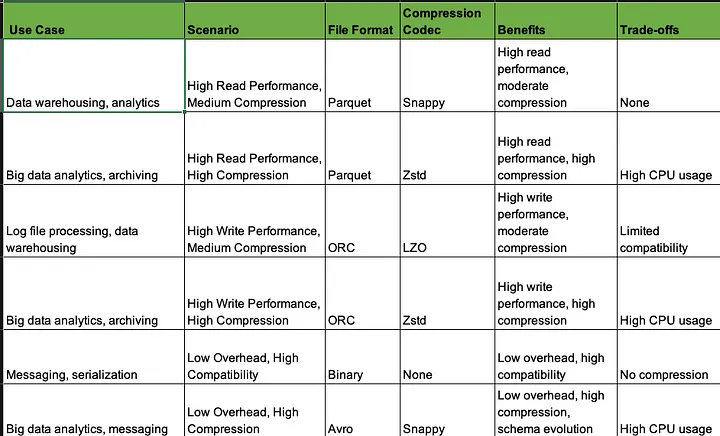 Use Case
Scenario
File Format
Compression
Codec
Benefits
Trade-offs
Data warehousing, analytics
High Read Performance,
Medium Compression
Parquet
Snappy
High read
performance,
moderate
compression
None
Big data analytics, archiving
High Read Performance,
High Compression
Parquet
Zstd
High read
performance, high
compression
High CPU usage
Log file processing, data
warehousing
High Write Performance,
Medium Compression
ORC
LZO
High write
performance,
moderate
compression
Limited
compatibility
Big data analytics, archiving
High Write Performance,
High Compression
ORC
Zstd
High write
performance, high
compression
High CPU usage
Messaging, serialization
Low Overhead, High
Compatibility
Binary
None
Low overhead, high
compatibility
No compression
Big data analytics, messaging
Low Overhead, High
Compression
Avro
Snappy
Low overhead, high
compression,
schema evolution
High CPU usage